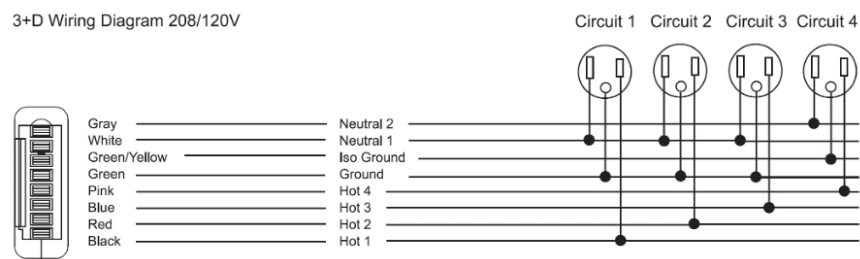 3+D Wiring Diagram 208/120V
Circuit 1 Circuit 2 Circuit 3 Circuit 4
Gray Neutral 2
White Neutral 1
Green/Yellow Iso Ground
Green Ground
Pink Hot 4
Blue Hot 3
Red Hot 2
Black Hot 1